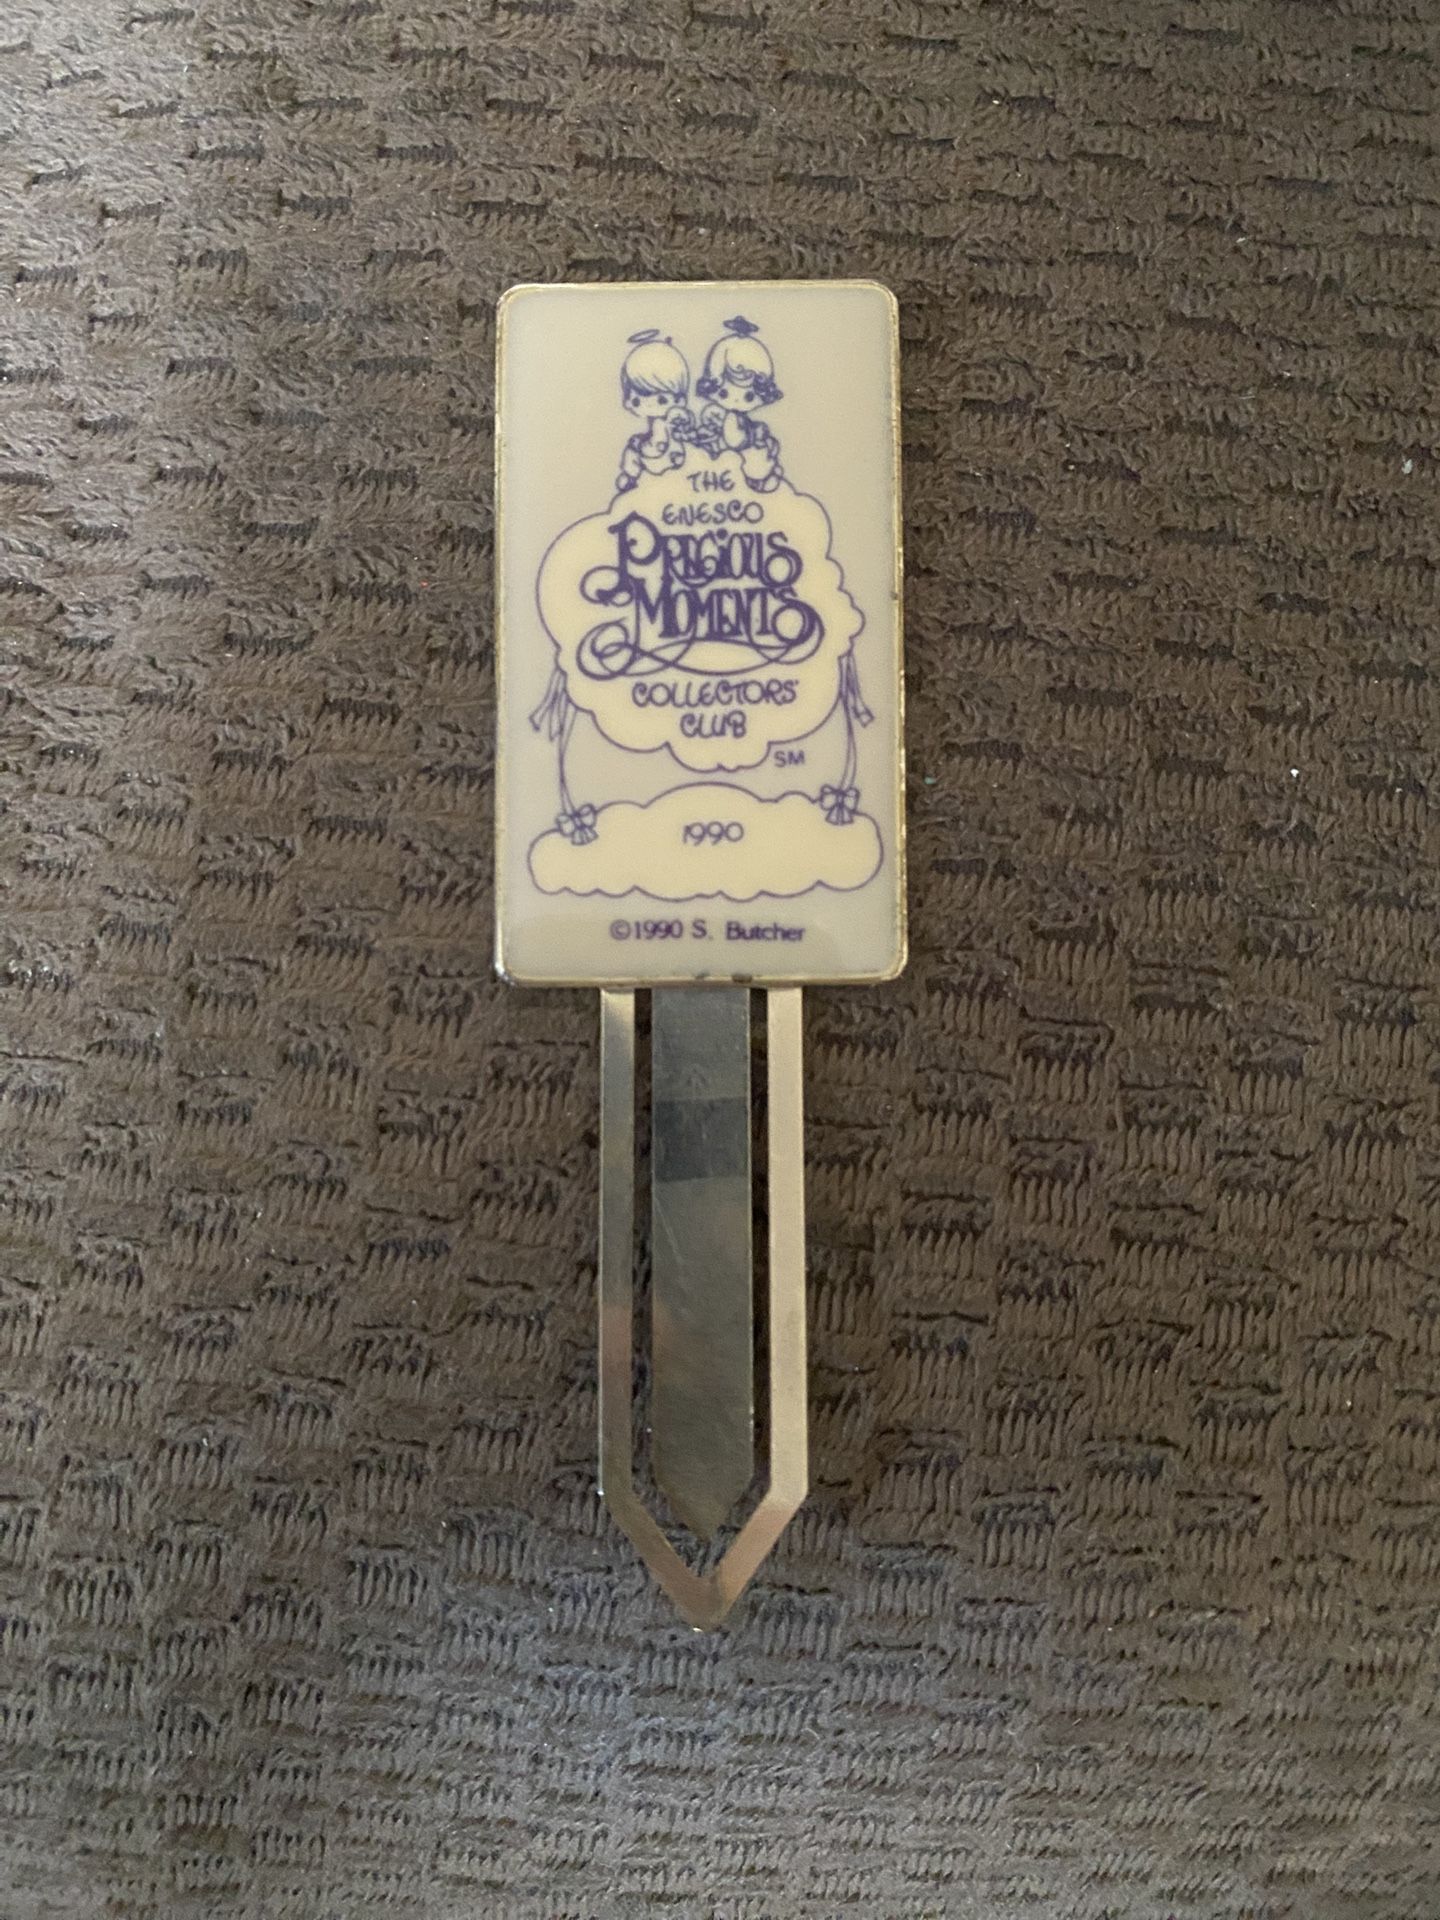 THE
ENESCO
PRECIOUS
MOMENTS
COLLECTORS'
CLUB
SM
1990
©1990 S. Butcher